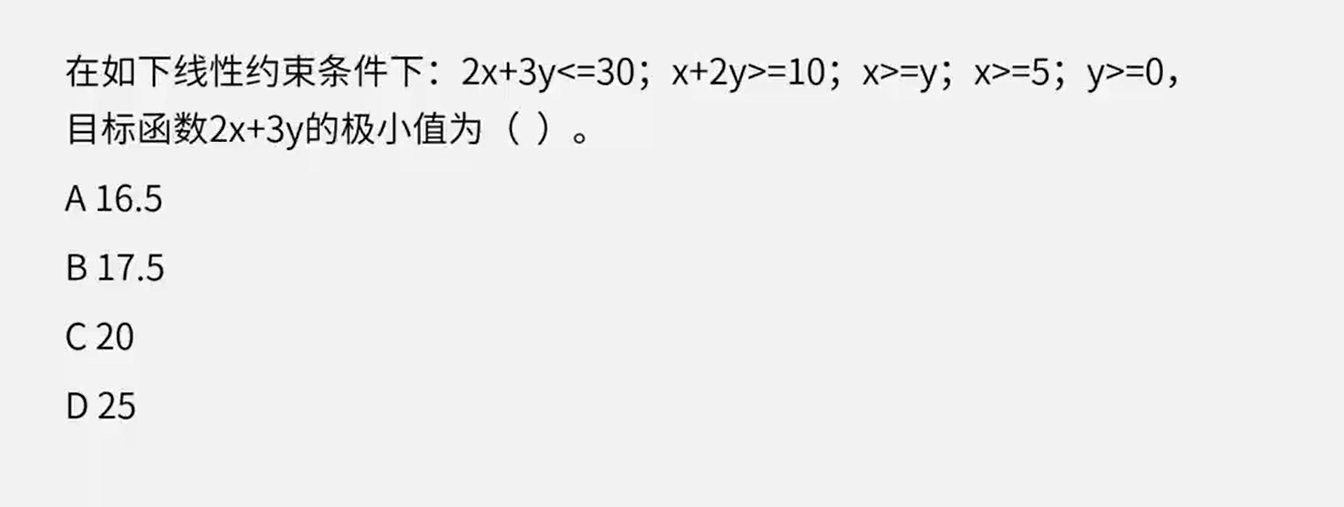 在如下线性约束条件下：2x+3y<=30；x+2y>=10；x>=y；x>=5；y>=0，
目标函数2x+3y的极小值为（ ）。
A 16.5
B 17.5
C 20
D 25